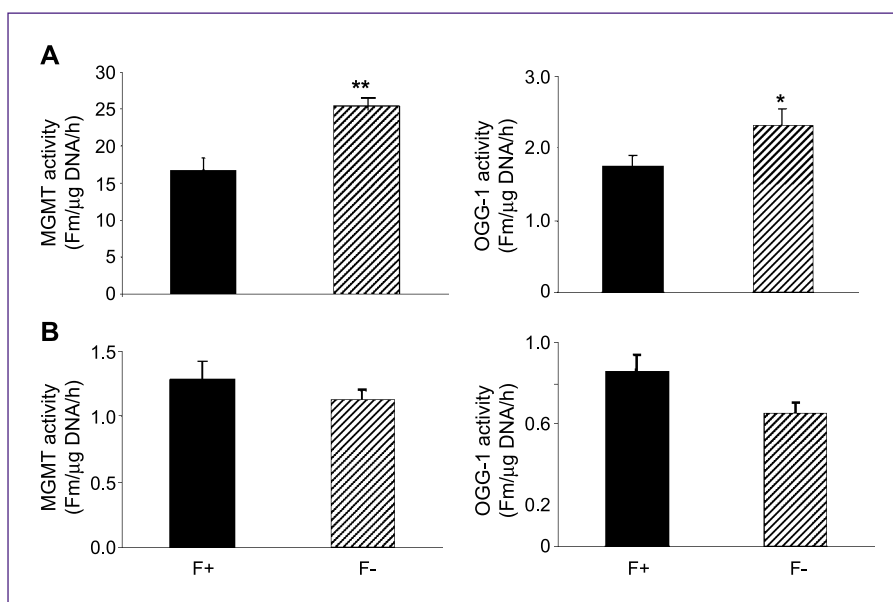 A
MGMT activity
(Fm/μg DNA/h)
30
25
20
15
10
5
0
**
OGG-1 activity
(Fm/μg DNA/h)
3.0
2.0
1.0
0
*
B
MGMT activity
(Fm/μg DNA/h)
1.5
1.0
0.5
0.0
F+
F-
OGG-1 activity
(Fm/μg DNA/h)
1.0
0.6
0.2
0
F+
F-